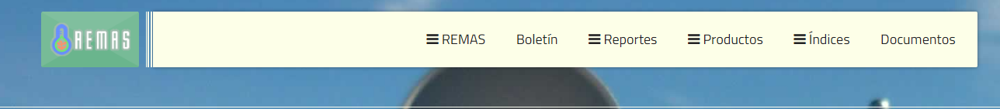 REMAS
REMAS Boletín Reportes Productos Índices Documentos